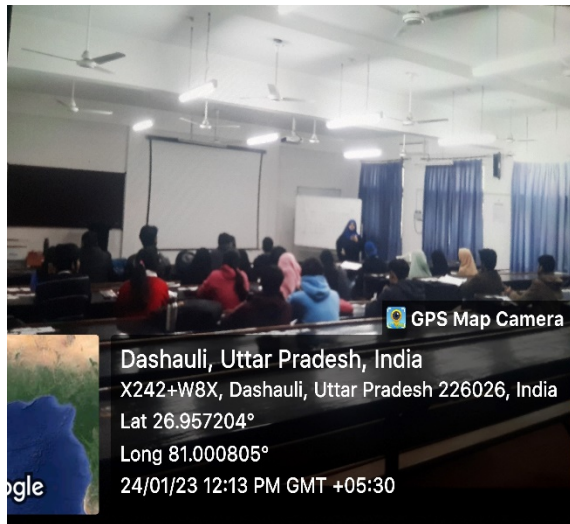 GPS Map Camera
Dashauli, Uttar Pradesh, India
X242+W8X, Dashauli, Uttar Pradesh 226026, India
Lat 26.957204°
Long 81.000805°
24/01/23 12:13 PM GMT +05:30
ogle